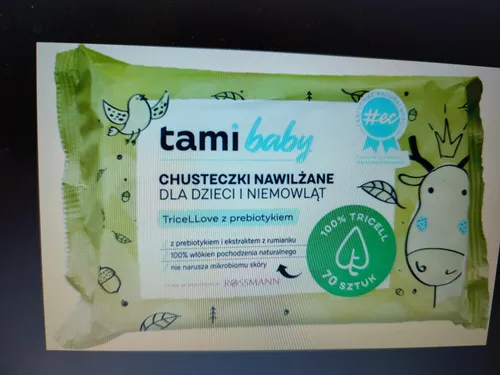 tami baby
#ec
CHUSTECZKI NAWILŻANE
DLA DZIECI I NIEMOWLĄT
TriceLLove z prebiotykiem
z prebiotykiem i ekstraktem z rumianku
100% włókien pochodzenia naturalnego
nie narusza mikrobiomu skóry
ROSSMANN
100% TRICELL
70 SZTUK